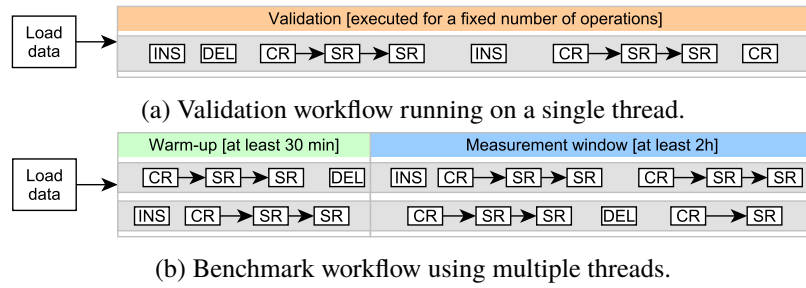 Load data
Validation [executed for a fixed number of operations]
INS DEL CR SR SR INS CR SR SR CR
(a) Validation workflow running on a single thread.
Load data
Warm-up [at least 30 min] Measurement window [at least 2h]
CR SR SR DEL INS CR SR SR CR SR SR
INS CR SR SR CR SR SR DEL CR SR
(b) Benchmark workflow using multiple threads.